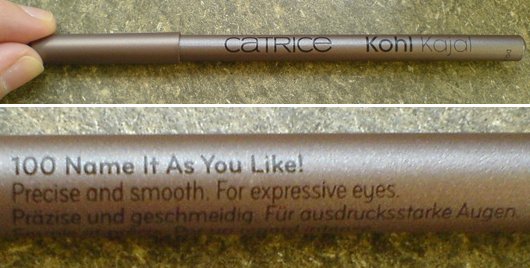 CATRICE Kohl Kajal
100 Name It As You Like!
Precise and smooth. For expressive eyes.
Präzise und geschmeidig. Für ausdrucksstarke Augen.